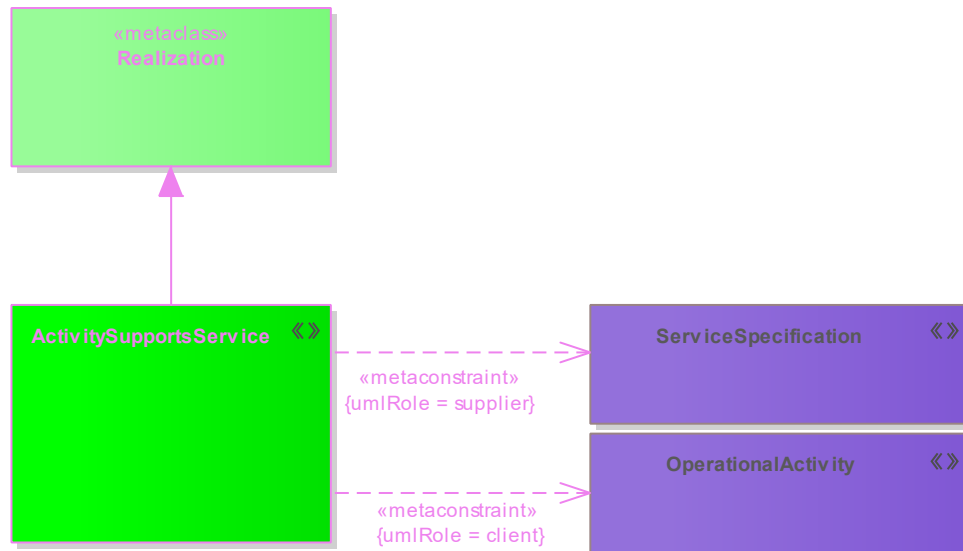 «metaclass»
Realization
ActivitySupportsService «»
ServiceSpecification «»
«metaconstraint»
{umlRole = supplier}
OperationalActivity «»
«metaconstraint»
{umlRole = client}